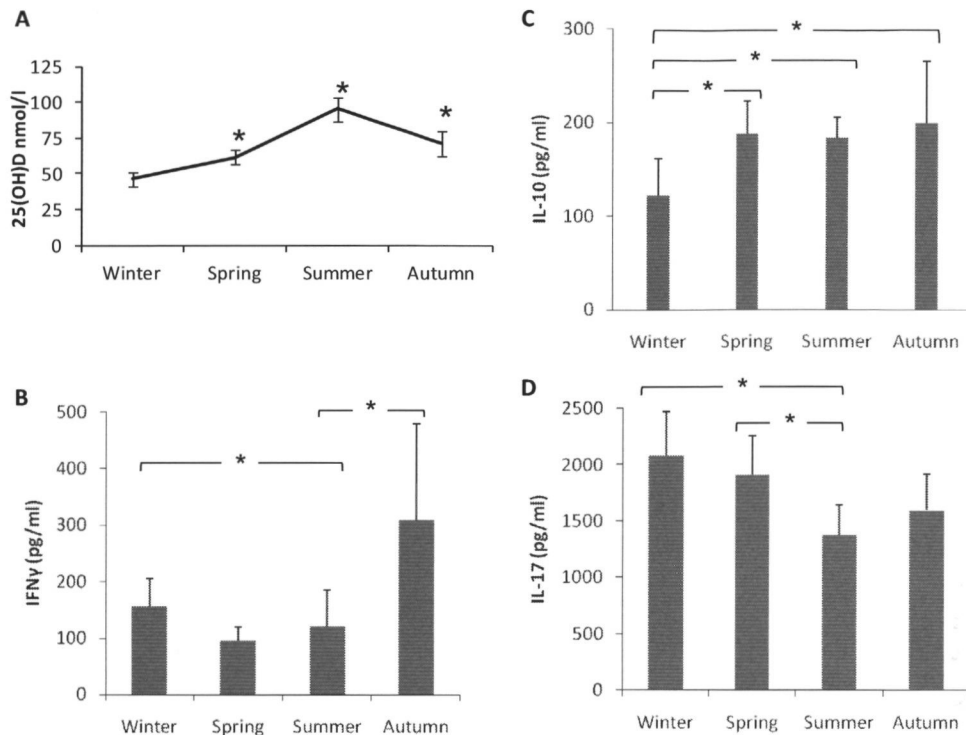 A
25(OH)D nmol/l
125
100
75
50
25
0
*
*
*
Winter Spring Summer Autumn
B
IFNγ (pg/ml)
500
400
300
200
100
0
*
*
Winter Spring Summer Autumn
C
IL-10 (pg/ml)
300
200
100
0
*
*
*
Winter Spring Summer Autumn
D
IL-17 (pg/ml)
2500
2000
1500
1000
500
0
*
*
Winter Spring Summer Autumn